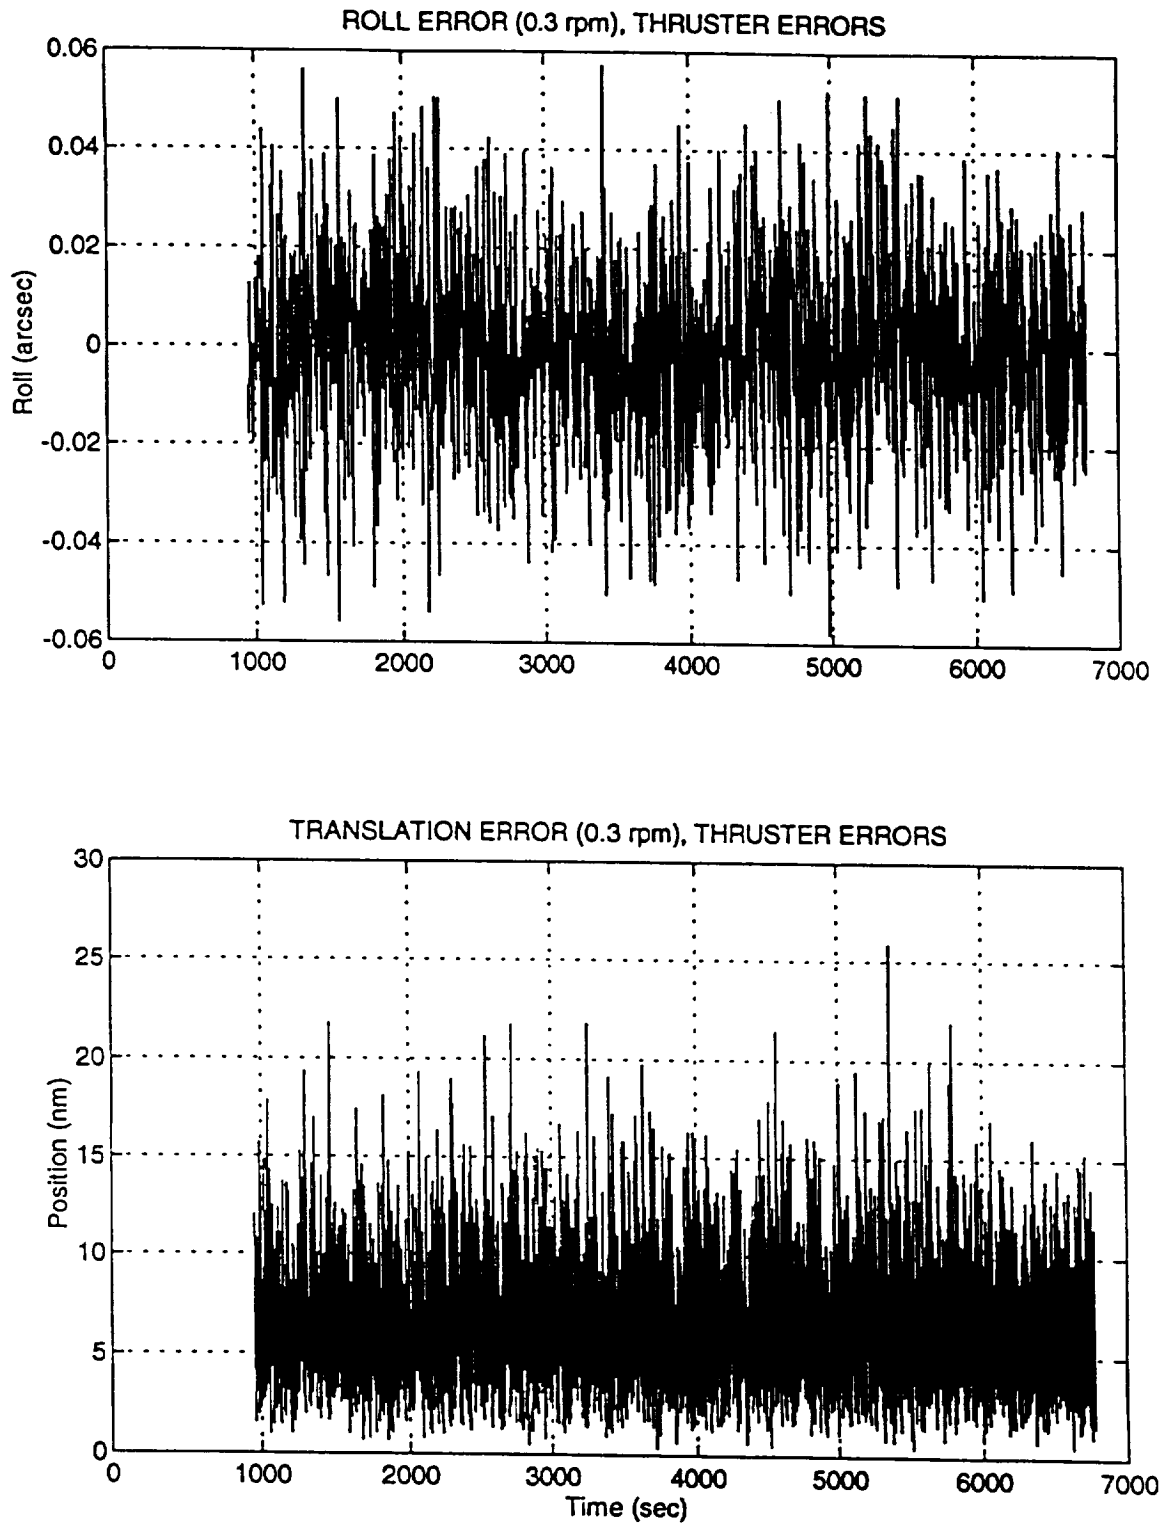 ROLL ERROR (0.3 rpm), THRUSTER ERRORS
0.06
0.04
0.02
0
-0.02
-0.04
-0.06
Roll (arcsec)
0 1000 2000 3000 4000 5000 6000 7000
TRANSLATION ERROR (0.3 rpm), THRUSTER ERRORS
30
25
20
15
10
5
0
Position (nm)
0 1000 2000 3000 4000 5000 6000 7000
Time (sec)